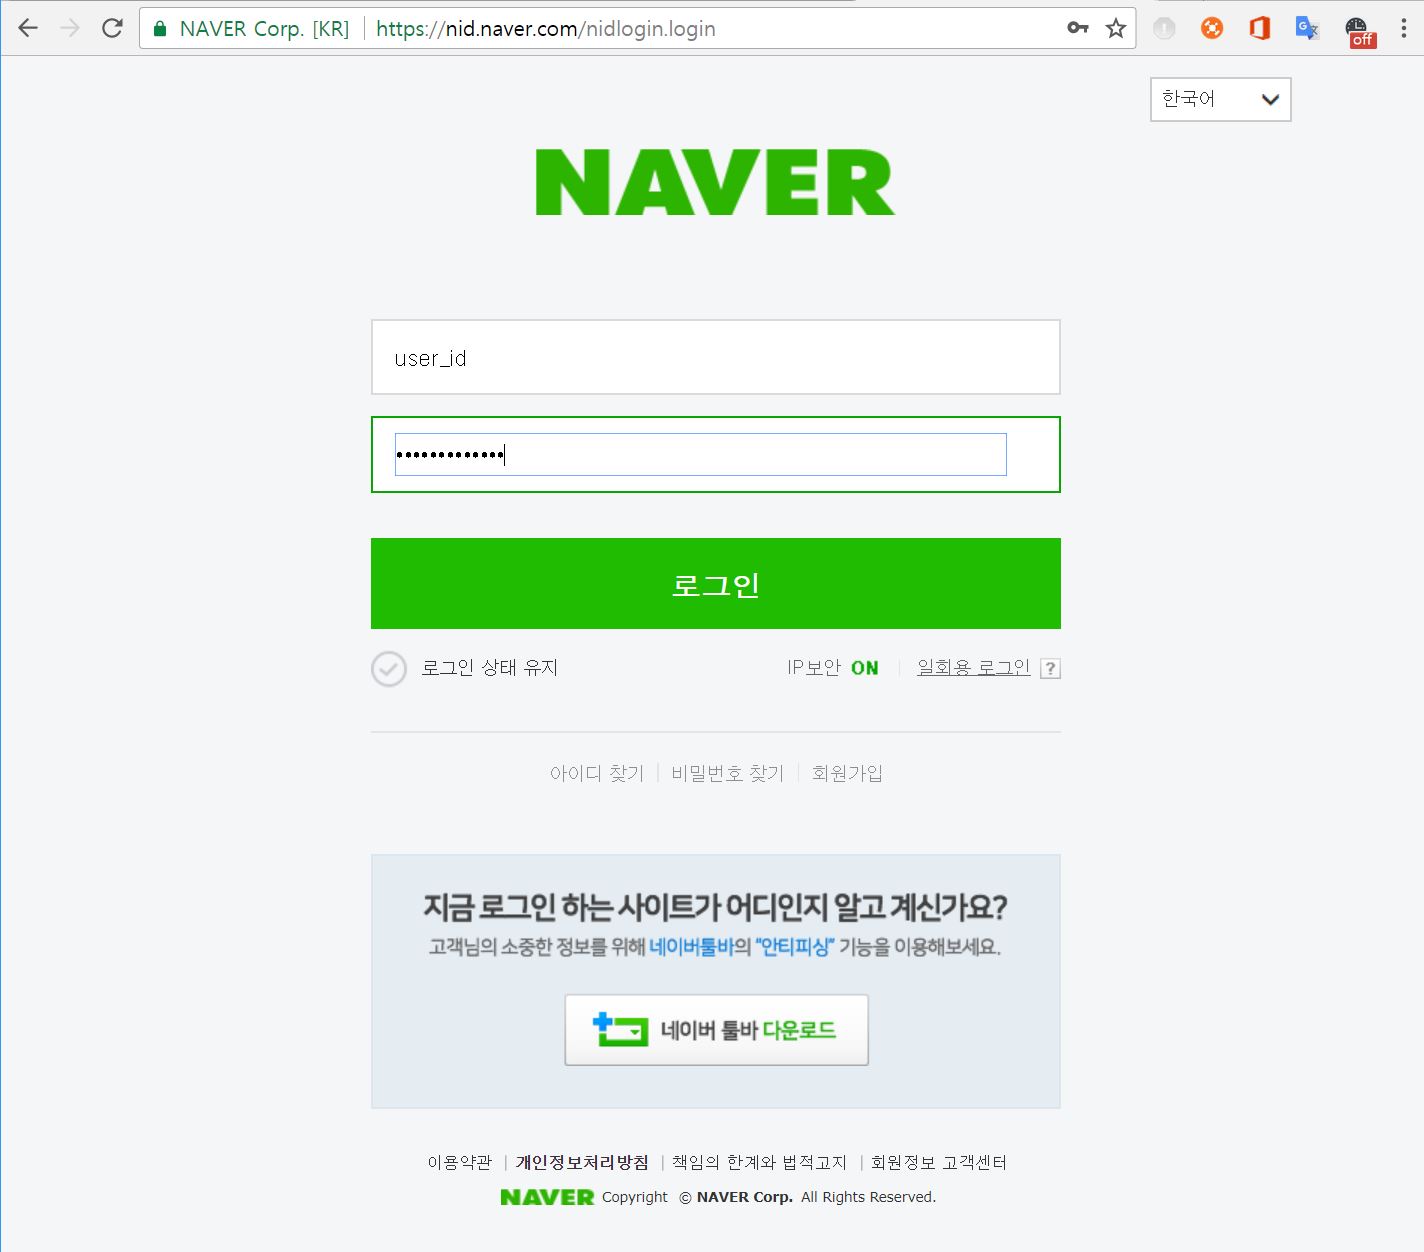 NAVER Corp. [KR] https://nid.naver.com/nidlogin.login
off
한국어
NAVER
user_id
•••••••••••••
로그인
로그인 상태 유지 IP보안 ON 일회용 로그인 ?
아이디 찾기 비밀번호 찾기 회원가입
지금 로그인 하는 사이트가 어디인지 알고 계신가요?
고객님의 소중한 정보를 위해 네이버툴바의 "안티피싱" 기능을 이용해보세요.
네이버 툴바 다운로드
이용약관 | 개인정보처리방침 | 책임의 한계와 법적고지 | 회원정보 고객센터
NAVER Copyright © NAVER Corp. All Rights Reserved.